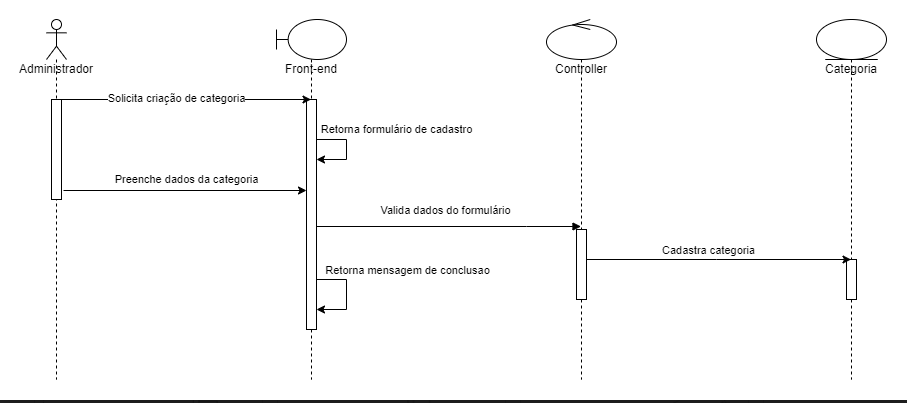 Administrador
Front-end
Controller
Categoria
Solicita criação de categoria
Retorna formulário de cadastro
Preenche dados da categoria
Valida dados do formulário
Cadastra categoria
Retorna mensagem de conclusao